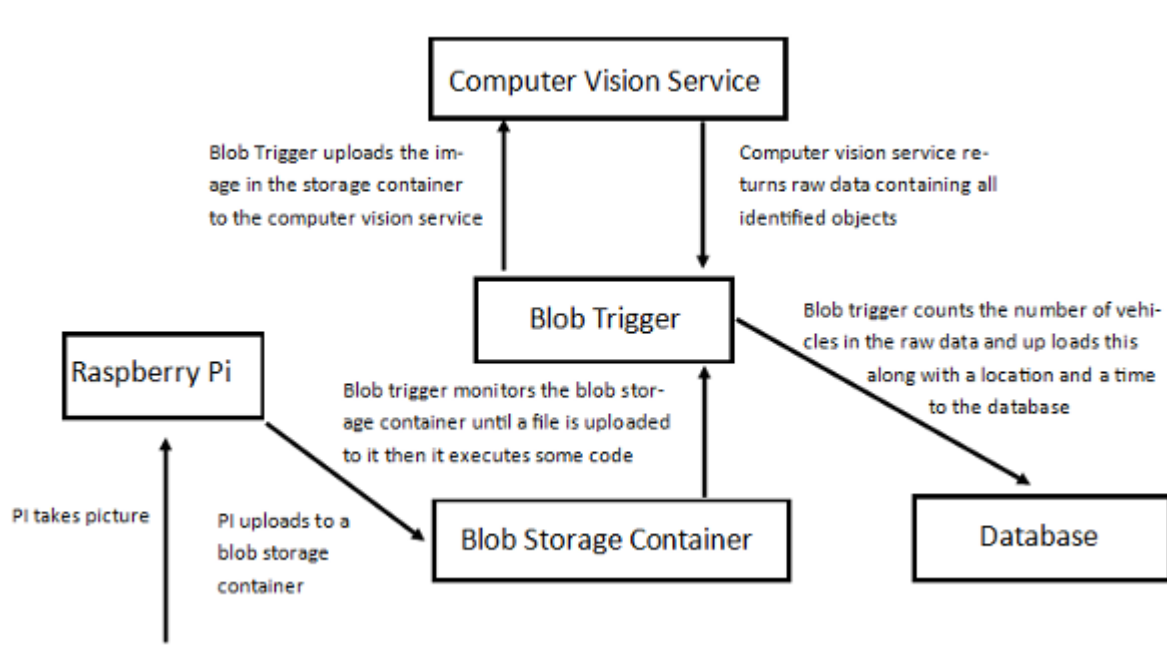 Computer Vision Service
Blob Trigger uploads the im-
age in the storage container
to the computer vision service
Computer vision service re-
turns raw data containing all
identified objects
Blob Trigger
Blob trigger counts the number of vehi-
cles in the raw data and up loads this
along with a location and a time
to the database
Raspberry Pi
Blob trigger monitors the blob stor-
age container until a file is uploaded
to it then it executes some code
PI takes picture
PI uploads to a
blob storage
container
Blob Storage Container
Database